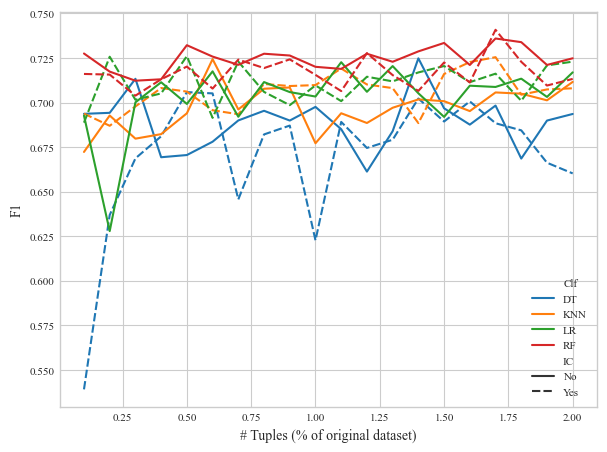 0.750
0.725
0.700
0.675
0.650
0.625
0.600
0.575
0.550
F1
Clf
DT
KNN
LR
RF
IC
No
Yes
0.25 0.50 0.75 1.00 1.25 1.50 1.75 2.00
# Tuples (% of original dataset)